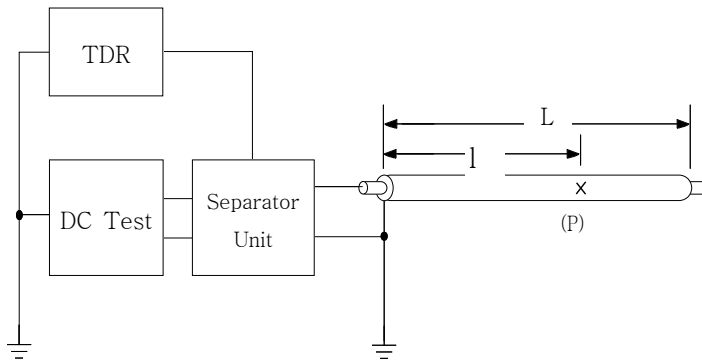 TDR
L
l
DC Test
Separator
Unit
x
(P)